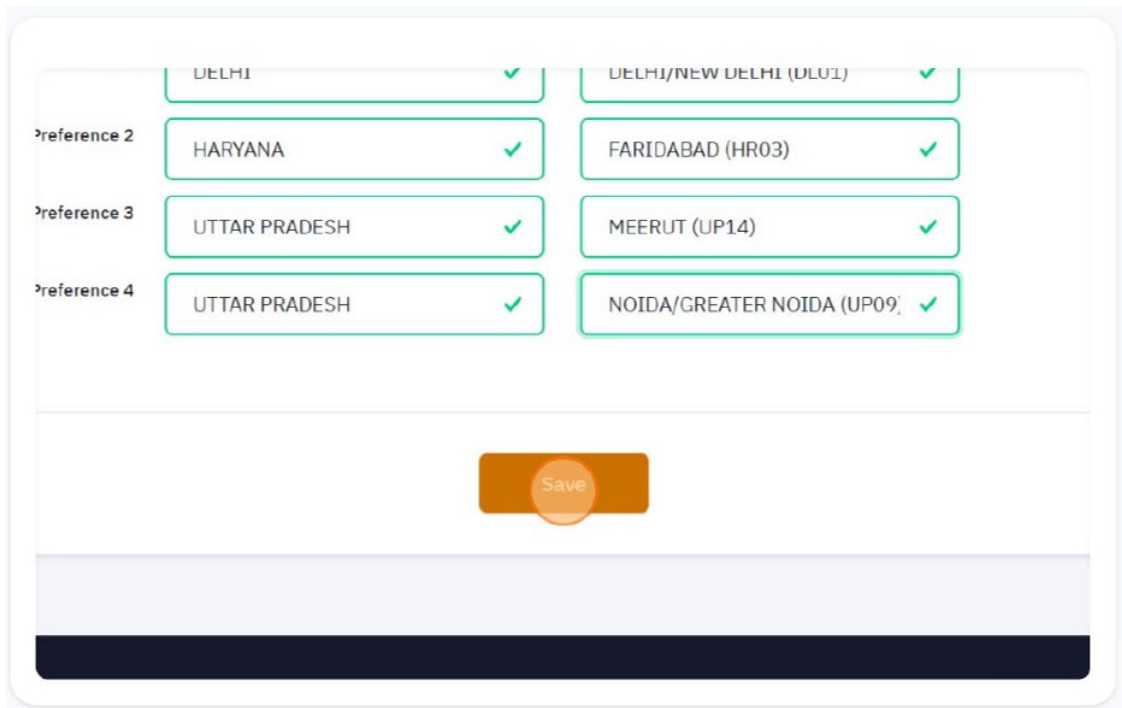 DELHI DELHI/NEW DELHI (DL01)
Preference 2 HARYANA FARIDABAD (HR03)
Preference 3 UTTAR PRADESH MEERUT (UP14)
Preference 4 UTTAR PRADESH NOIDA/GREATER NOIDA (UP09)
Save